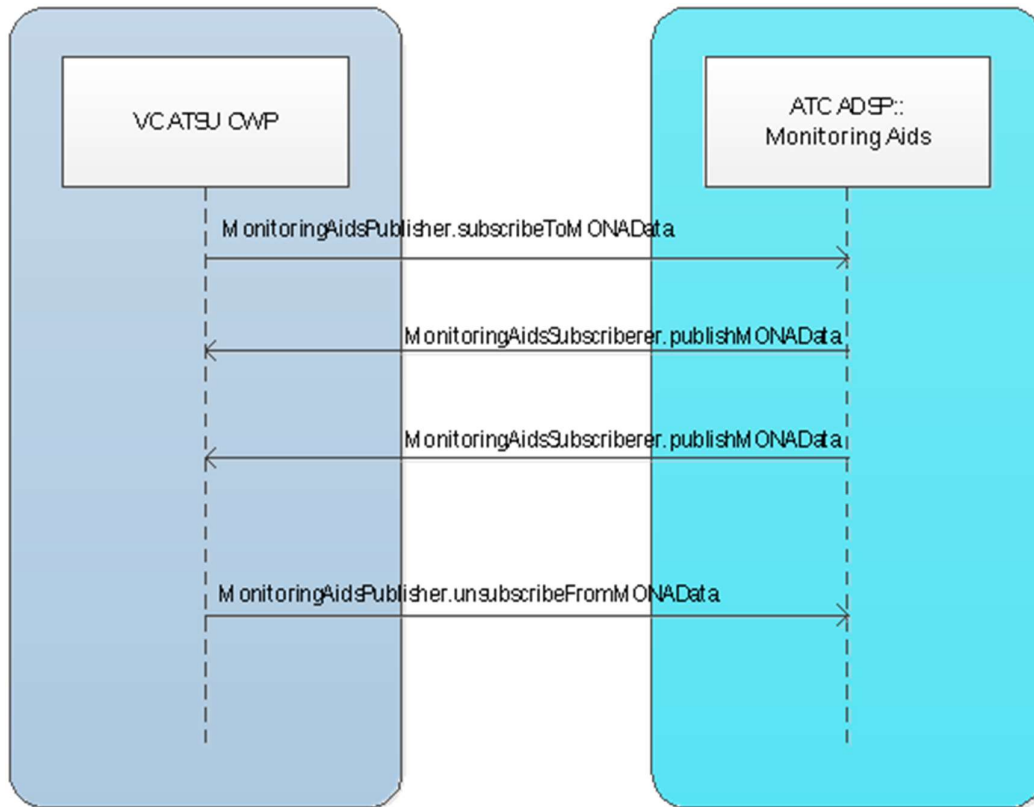 VC ATSU CWP
ATC ADSP::
Monitoring Aids
MonitoringAidsPublisher.subscribeToMONAData
MonitoringAidsSubscriberer.publishMONAData
MonitoringAidsSubscriberer.publishMONAData
MonitoringAidsPublisher.unsubscribeFromMONAData